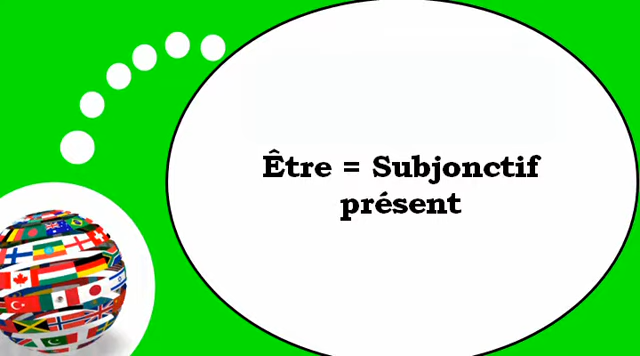 Être = Subjonctif
présent